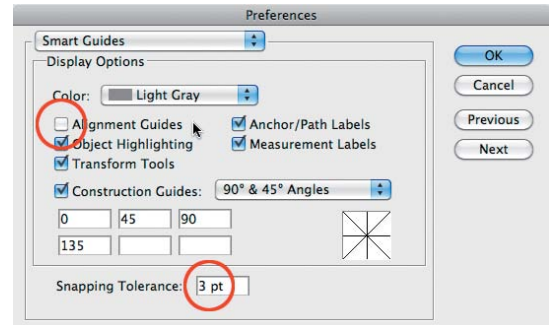 Preferences
Smart Guides
Display Options
Color: Light Gray
Alignment Guides Anchor/Path Labels
Object Highlighting Measurement Labels
Transform Tools
Construction Guides: 90° & 45° Angles
0 45 90
135
Snapping Tolerance: 3 pt
OK
Cancel
Previous
Next